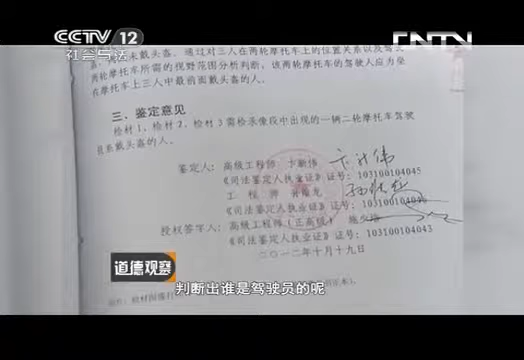 CCTV 12
社会与法
CNTV
未戴头盔。通过对三人在两轮摩托车上的位置关系以及驾
两轮摩托车所需的视野范围分析判断，该两轮摩托车的驾驶人应为坐
在摩托车上三人中最前面戴头盔的人。
三、鉴定意见
检材1、检材2、检材3需检录像段中出现的一辆二轮摩托车驾驶
员系戴头盔的人。
鉴定人：高级工程师
《司法鉴定人执业证》证号：103100104045
工 程 师
《司法鉴定人执业证》证号：
授权签字人：高级工程师（正高级）
《司法鉴定人执业证》证号：103100104043
二〇一二年十月十九日
道德观察
判断出谁是驾驶员的呢